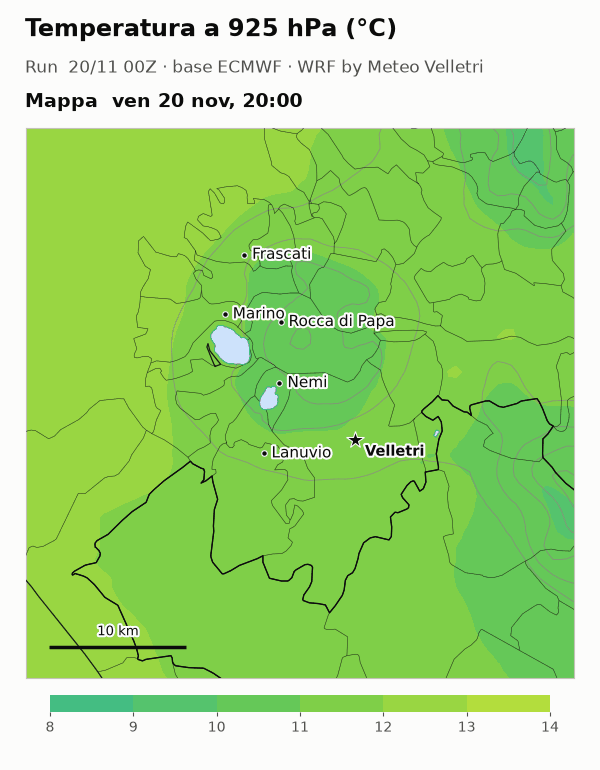 Temperatura a 925 hPa (°C)
Run  20/11 00Z · base ECMWF · WRF by Meteo Velletri
Mappa  ven 20 nov, 20:00
Frascati
Marino
Rocca di Papa
Nemi
Velletri
Lanuvio
10 km
8 9 10 11 12 13 14